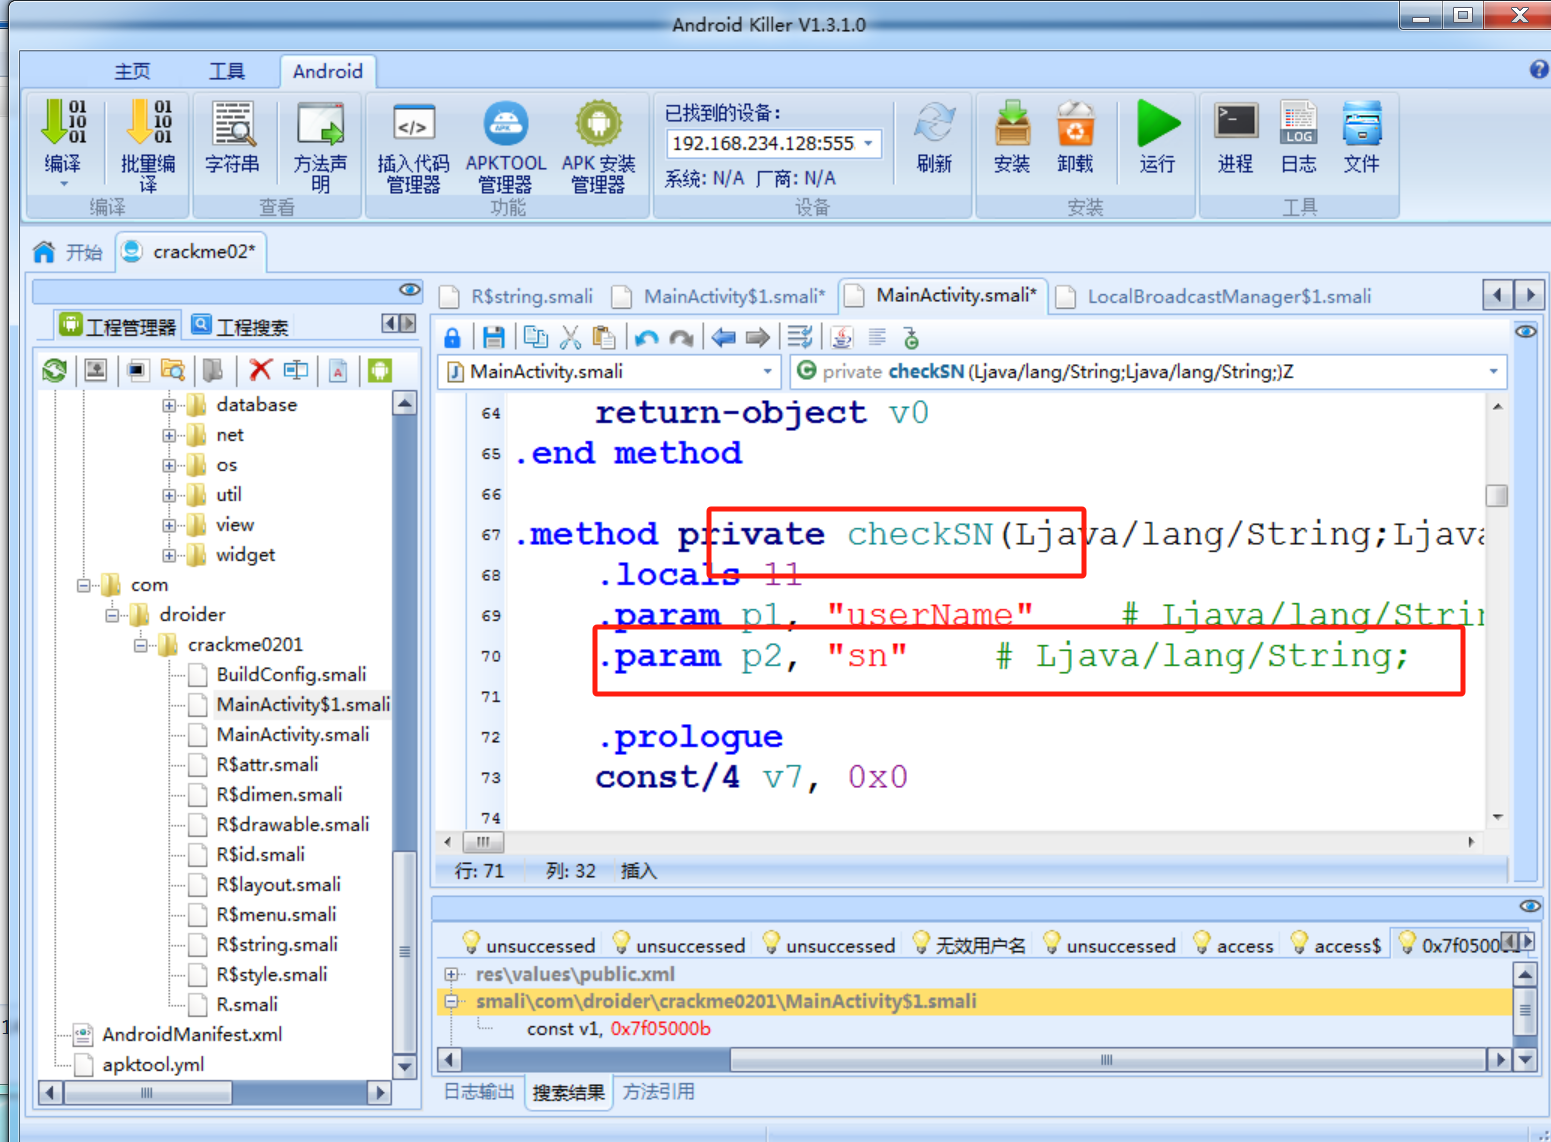 Android Killer V1.3.1.0
主页 工具 Android
编译
批量编译
字符串
方法声明
插入代码管理器
APKTOOL 管理器
APK 安装管理器
已找到的设备：
192.168.234.128:555
系统: N/A 厂商: N/A
刷新
安装 卸载 运行 进程 日志 文件
编译 查看 功能 设备 安装 工具
开始 crackme02*
R$string.smali MainActivity$1.smali* MainActivity.smali* LocalBroadcastManager$1.smali
工程管理器 工程搜索
MainActivity.smali private checkSN (Ljava/lang/String;Ljava/lang/String;)Z
database
net
os
util
view
widget
com
droider
crackme0201
BuildConfig.smali
MainActivity$1.smali
MainActivity.smali
R$attr.smali
R$dimen.smali
R$drawable.smali
R$id.smali
R$layout.smali
R$menu.smali
R$string.smali
R$style.smali
R.smali
AndroidManifest.xml
apktool.yml
64 return-object v0
65 .end method
66
67 .method private checkSN(Ljava/lang/String;Ljava
68 .locals 11
69 .param p1, "userName" # Ljava/lang/Strin
70 .param p2, "sn" # Ljava/lang/String;
71
72 .prologue
73 const/4 v7, 0x0
74
行: 71 列: 32 插入
unsuccessed unsuccessed unsuccessed 无效用户名 unsuccessed access access$ 0x7f0500
res\values\public.xml
smali\com\droider\crackme0201\MainActivity$1.smali
const v1, 0x7f05000b
日志输出 搜索结果 方法引用